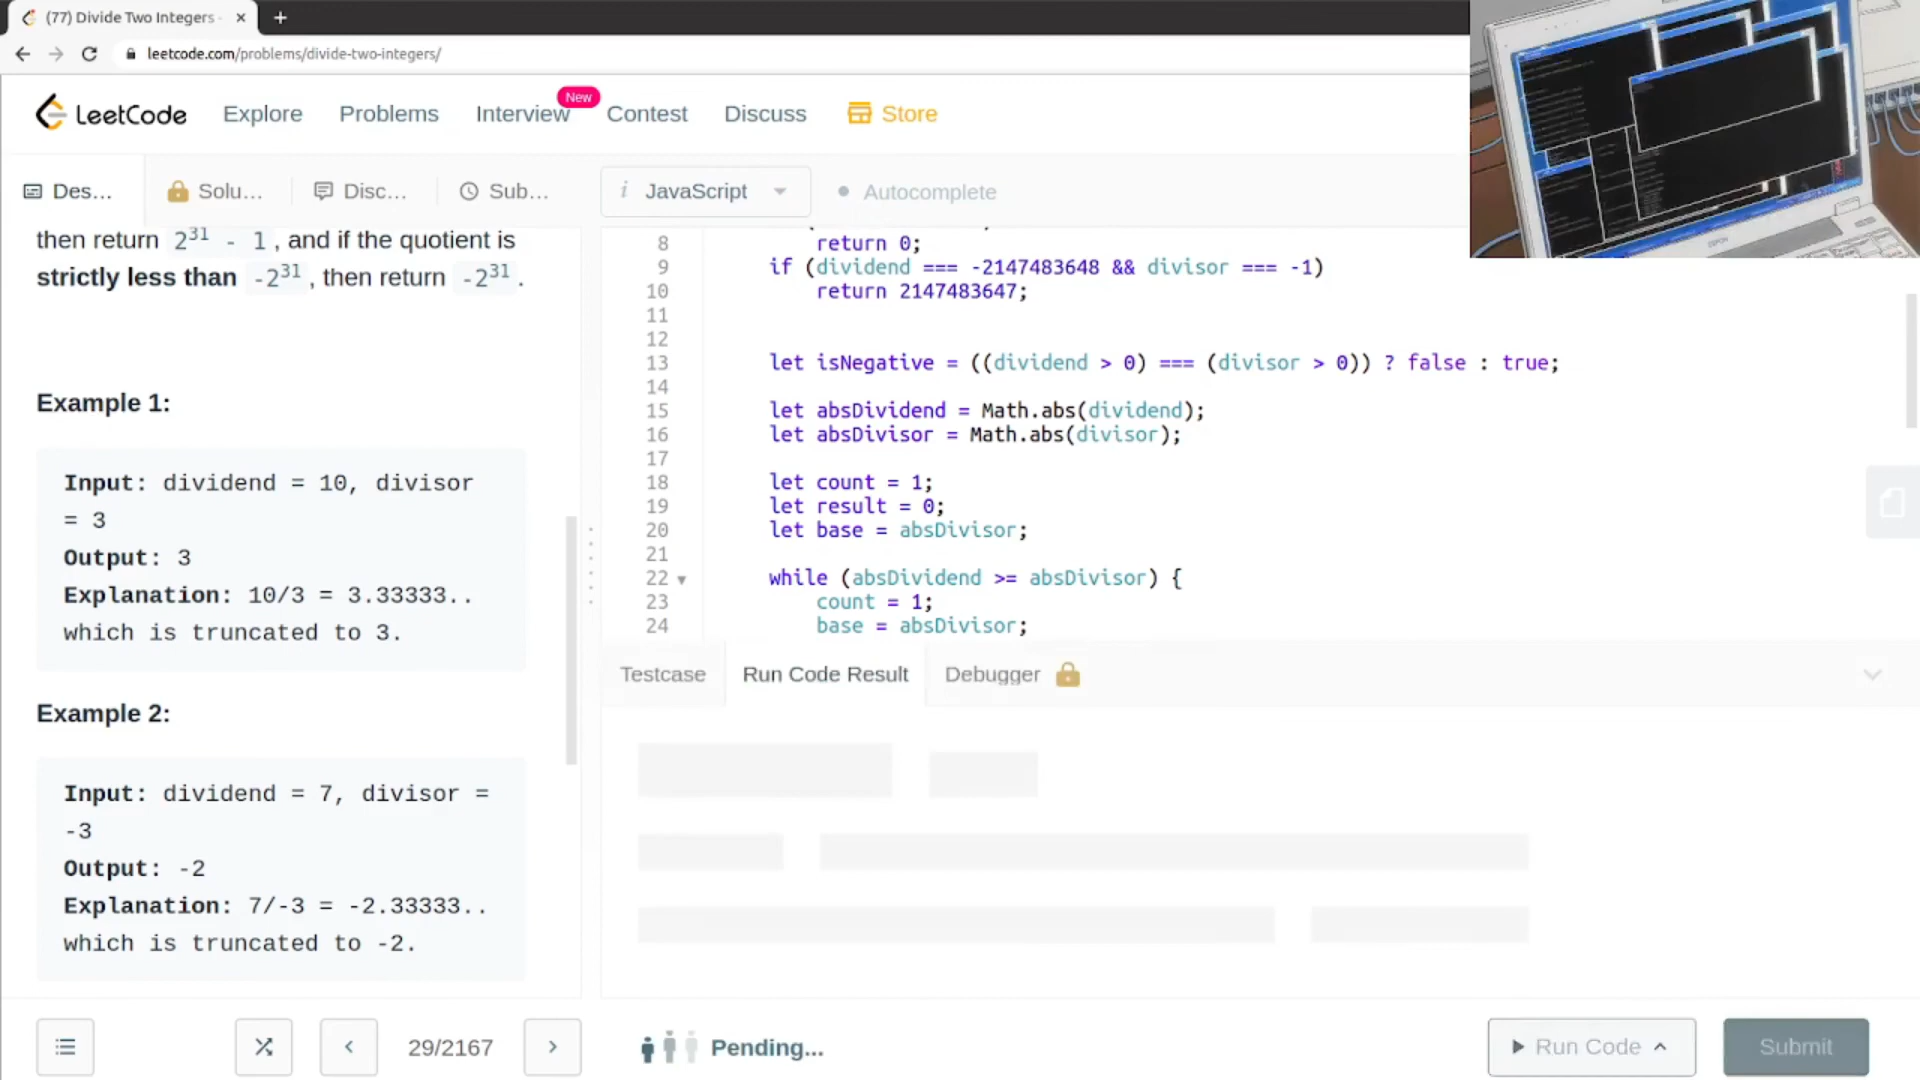 (77) Divide Two Integers -
leetcode.com/problems/divide-two-integers/
LeetCode
Explore
Problems
Interview
New
Contest
Discuss
Store
Des...
Solu...
Disc...
Sub...
i JavaScript
Autocomplete
then return 2^31 - 1 , and if the quotient is
strictly less than -2^31 , then return -2^31 .
Example 1:
Input: dividend = 10, divisor
= 3
Output: 3
Explanation: 10/3 = 3.33333..
which is truncated to 3.
Example 2:
Input: dividend = 7, divisor =
-3
Output: -2
Explanation: 7/-3 = -2.33333..
which is truncated to -2.
8 return 0;
9 if (dividend === -2147483648 && divisor === -1)
10 return 2147483647;
11
12
13 let isNegative = ((dividend > 0) === (divisor > 0)) ? false : true;
14
15 let absDividend = Math.abs(dividend);
16 let absDivisor = Math.abs(divisor);
17
18 let count = 1;
19 let result = 0;
20 let base = absDivisor;
21
22 while (absDividend >= absDivisor) {
23 count = 1;
24 base = absDivisor;
Testcase
Run Code Result
Debugger
29/2167
Pending...
Run Code
Submit